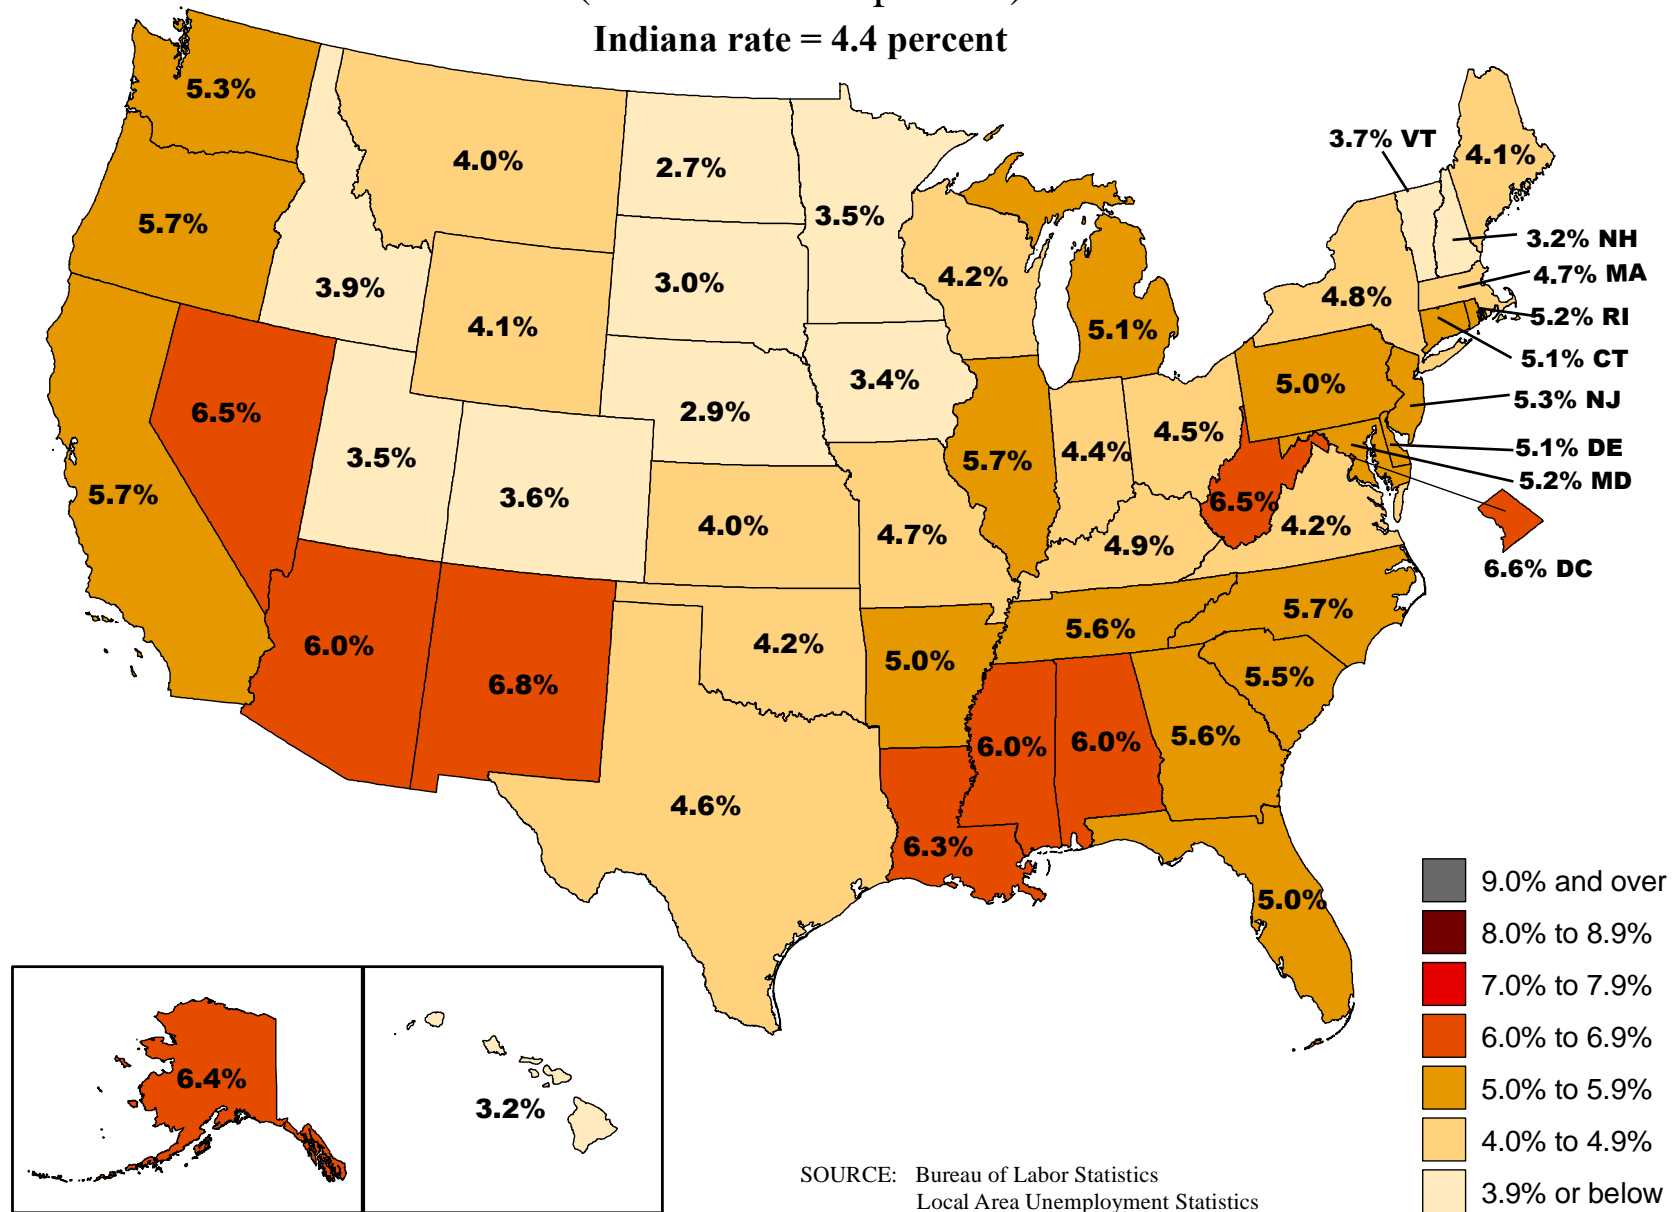 Indiana rate = 4.4 percent
5.3%
5.7%
5.7%
6.5%
3.9%
4.0%
4.1%
3.5%
3.6%
6.0%
6.8%
2.7%
3.0%
2.9%
4.0%
4.2%
4.6%
3.5%
3.4%
4.7%
5.0%
6.3%
4.2%
5.7%
5.1%
4.4%
4.5%
4.9%
5.6%
6.0%
6.0%
5.6%
5.0%
5.5%
5.7%
4.2%
6.5%
5.0%
4.8%
4.1%
3.7% VT
3.2% NH
4.7% MA
5.2% RI
5.1% CT
5.3% NJ
5.1% DE
5.2% MD
6.6% DC
6.4%
3.2%
9.0% and over
8.0% to 8.9%
7.0% to 7.9%
6.0% to 6.9%
5.0% to 5.9%
4.0% to 4.9%
3.9% or below
SOURCE: Bureau of Labor Statistics
Local Area Unemployment Statistics